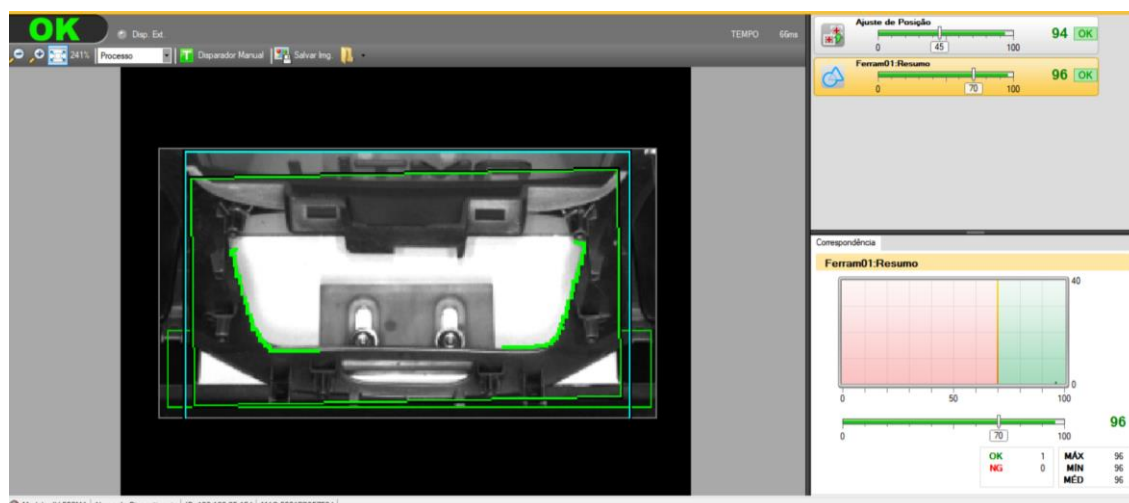 OK
Disp. Ext.
TEMPO 66ms
241% Processo Disparador Manual Salvar Img.
Ajuste de Posição
94 OK
0 45 100
Ferram01:Resumo
96 OK
0 70 100
Correspondência
Ferram01:Resumo
40
0
0 50 100
96
0 70 100
OK 1 MÁX 96
NG 0 MÍN 96
MÉD 96